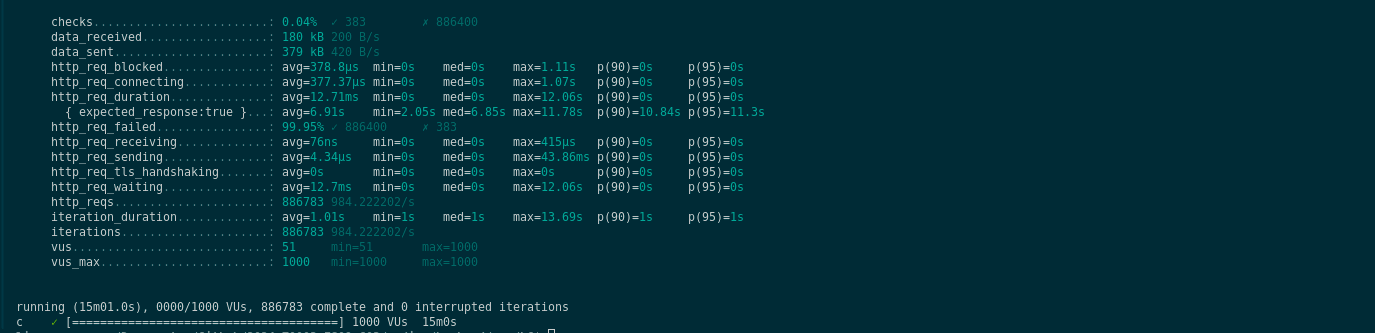 checks.........................: 0.04% ✓ 383 ✗ 886400
data_received..................: 180 kB 200 B/s
data_sent......................: 379 kB 420 B/s
http_req_blocked...............: avg=378.8µs min=0s med=0s max=1.11s p(90)=0s p(95)=0s
http_req_connecting............: avg=377.37µs min=0s med=0s max=1.07s p(90)=0s p(95)=0s
http_req_duration..............: avg=12.71ms min=0s med=0s max=12.06s p(90)=0s p(95)=0s
{ expected_response:true }...: avg=6.91s min=2.05s med=6.85s max=11.78s p(90)=10.84s p(95)=11.3s
http_req_failed................: 99.95% ✓ 886400 ✗ 383
http_req_receiving.............: avg=76ns min=0s med=0s max=415µs p(90)=0s p(95)=0s
http_req_sending...............: avg=4.34µs min=0s med=0s max=43.86ms p(90)=0s p(95)=0s
http_req_tls_handshaking.......: avg=0s min=0s med=0s max=0s p(90)=0s p(95)=0s
http_req_waiting...............: avg=12.7ms min=0s med=0s max=12.06s p(90)=0s p(95)=0s
http_reqs......................: 886783 984.222202/s
iteration_duration.............: avg=1.01s min=1s med=1s max=13.69s p(90)=1s p(95)=1s
iterations.....................: 886783 984.222202/s
vus............................: 51 min=51 max=1000
vus_max........................: 1000 min=1000 max=1000
running (15m01.0s), 0000/1000 VUs, 886783 complete and 0 interrupted iterations
c ✓ [======================================] 1000 VUs 15m0s